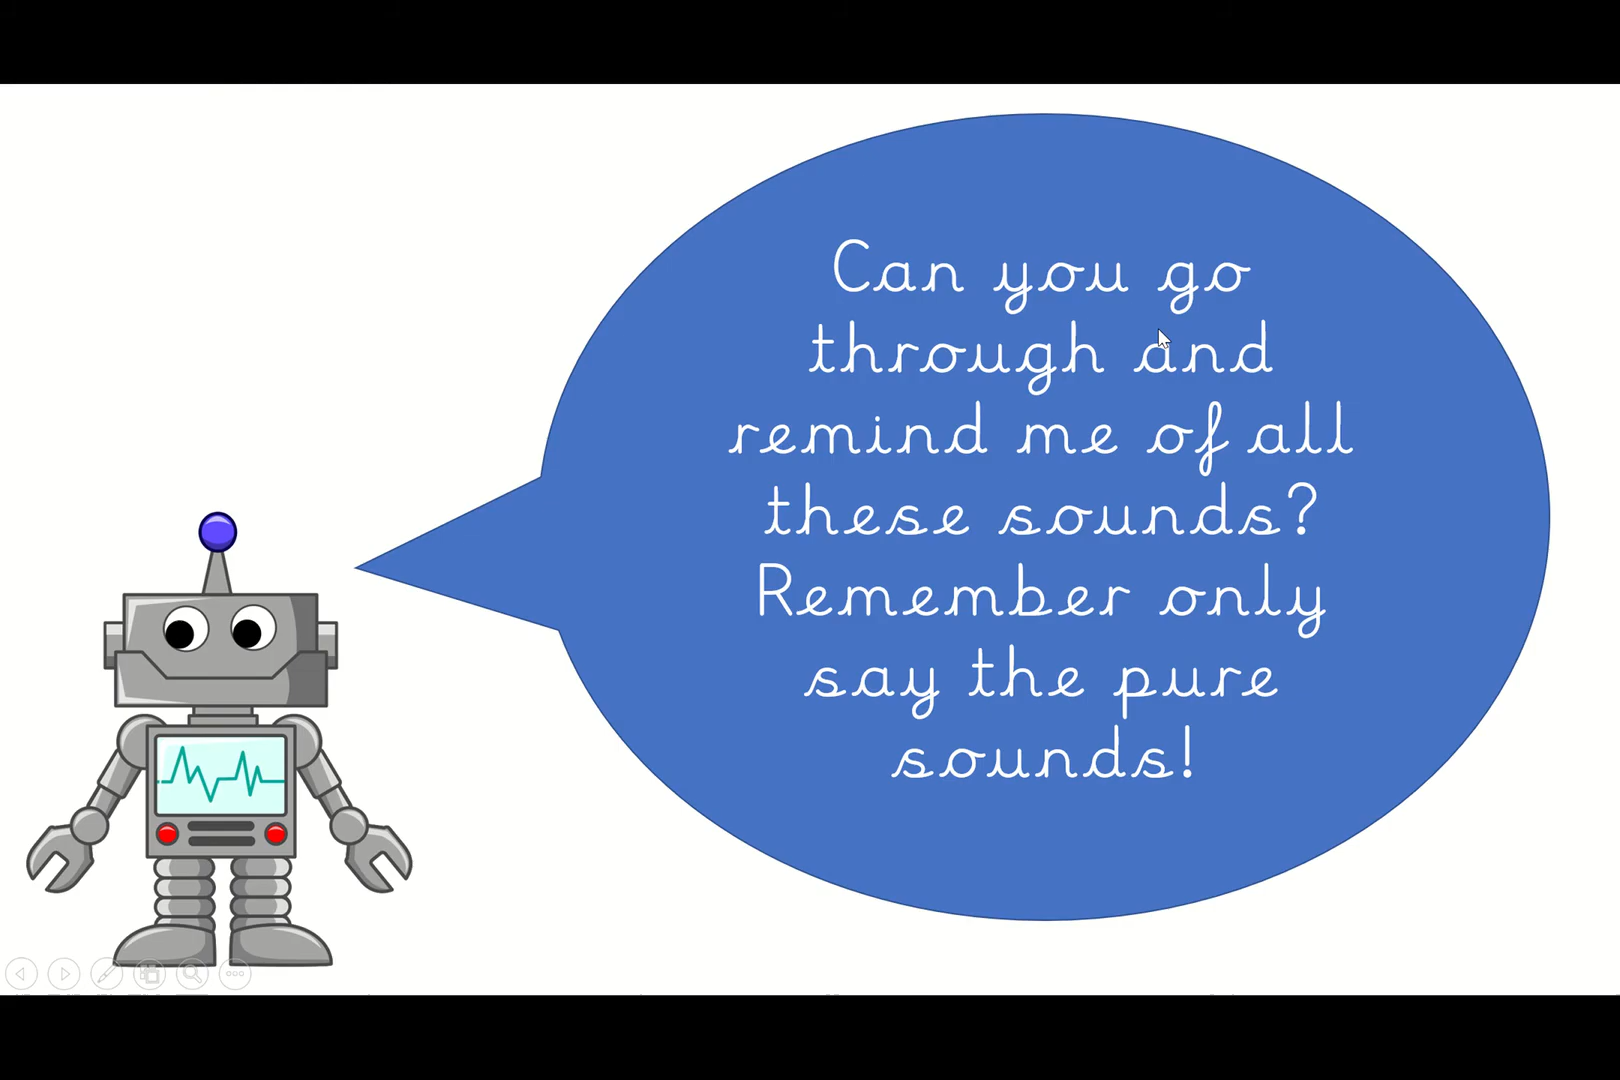 Can you go
through and
remind me of all
these sounds?
Remember only
say the pure
sounds!